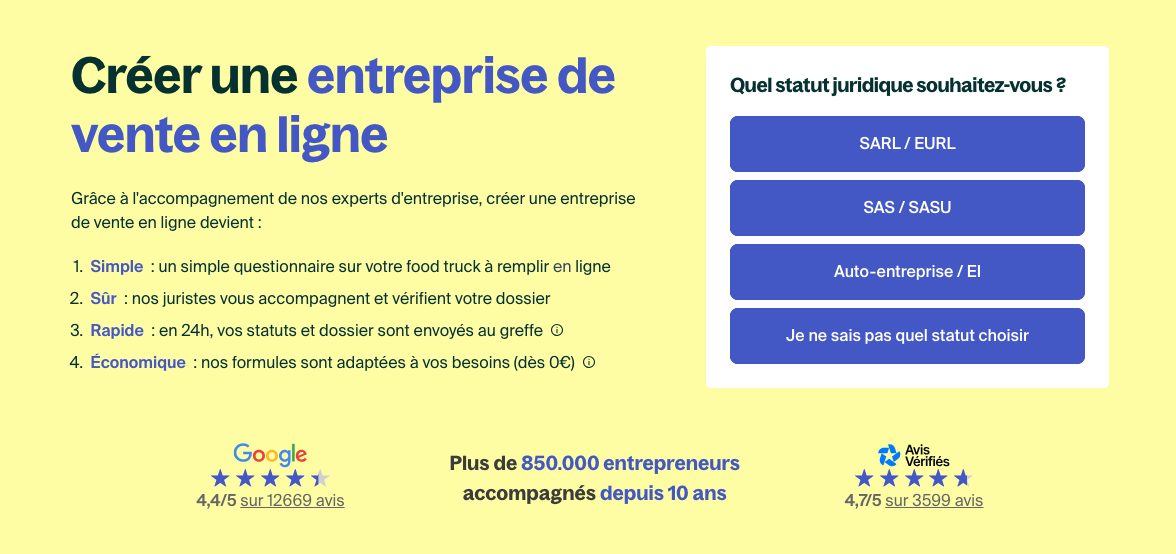 Créer une entreprise de
vente en ligne
Grâce à l'accompagnement de nos experts d'entreprise, créer une entreprise
de vente en ligne devient :
1. Simple : un simple questionnaire sur votre food truck à remplir en ligne
2. Sûr : nos juristes vous accompagnent et vérifient votre dossier
3. Rapide : en 24h, vos statuts et dossier sont envoyés au greffe
4. Économique : nos formules sont adaptées à vos besoins (dès 0€)
Quel statut juridique souhaitez-vous ?
SARL / EURL
SAS / SASU
Auto-entreprise / EI
Je ne sais pas quel statut choisir
Google
4,4/5 sur 12669 avis
Plus de 850.000 entrepreneurs
accompagnés depuis 10 ans
Avis
Vérifiés
4,7/5 sur 3599 avis